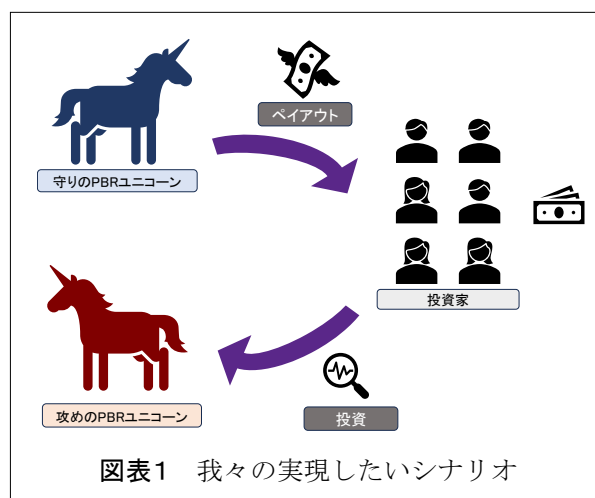 ペイアウト
守りのPBRユニコーン
投資家
攻めのPBRユニコーン
投資
図表1 我々の実現したいシナリオ